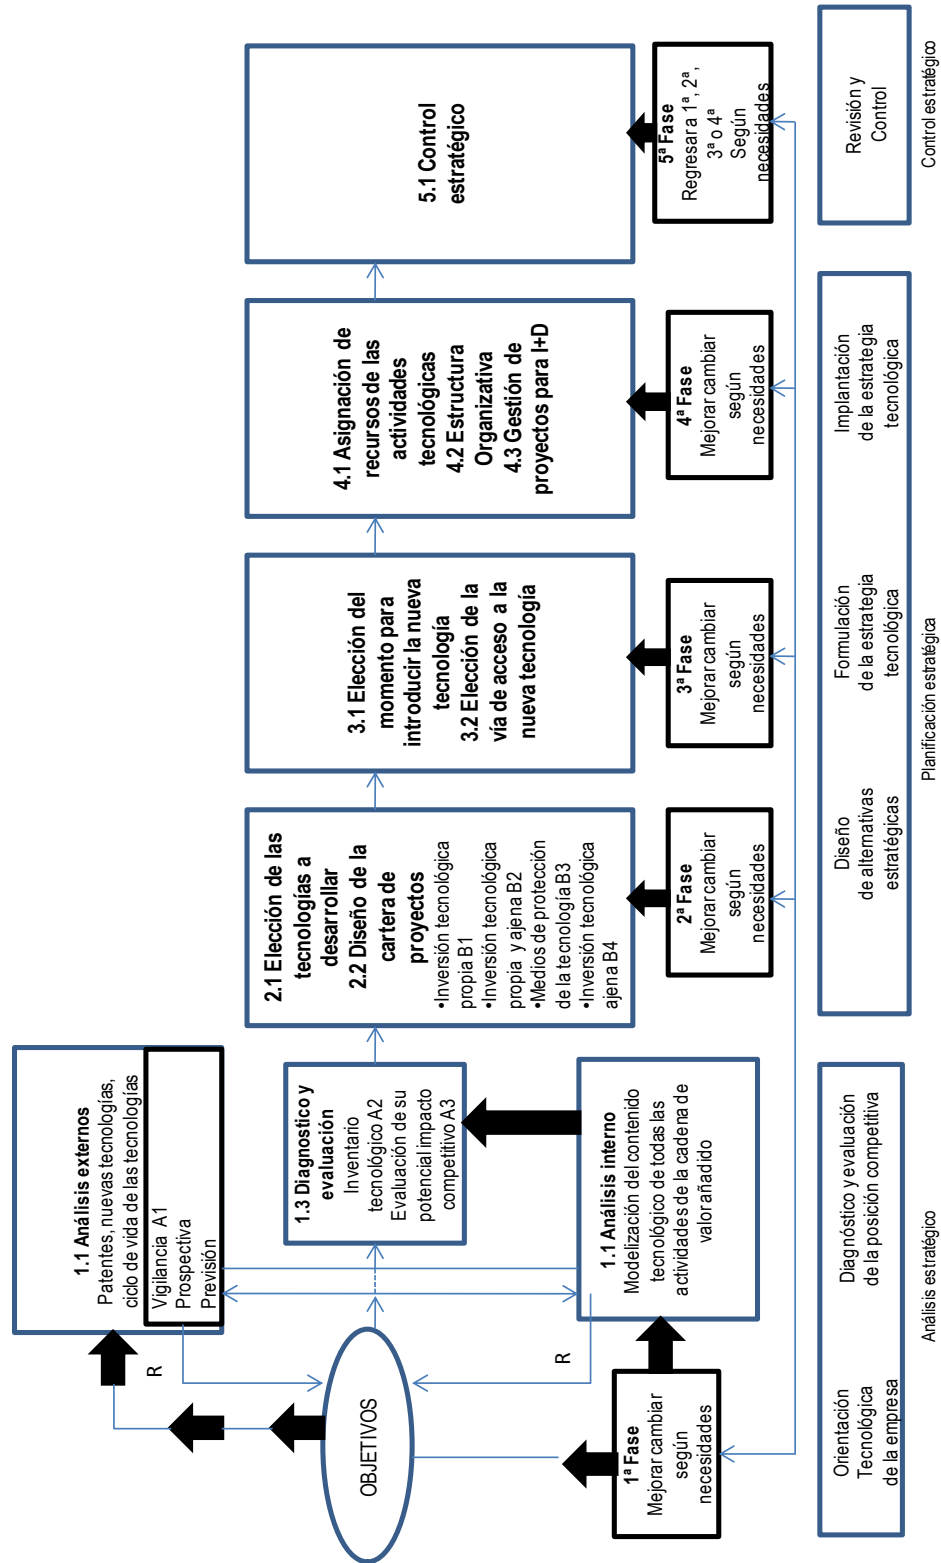 1.1 Análisis externos
Patentes, nuevas tecnologías,
ciclo de vida de las tecnologías
Vigilancia A1
Prospectiva
Previsión
R
OBJETIVOS
R
1.3 Diagnostico y
evaluación
Inventario
tecnológico A2
Evaluación de su
potencial impacto
competitivo A3
1.1 Análisis interno
Modelización del contenido
tecnológico de todas las
actividades de la cadena de
valor añadido
1ª Fase
Mejorar cambiar
según
necesidades
2.1 Elección de las
tecnologías a
desarrollar
2.2 Diseño de la
cartera de
proyectos
•Inversión tecnológica
propia B1
•Inversión tecnológica
propia y ajena B2
•Medios de protección
de la tecnología B3
•Inversión tecnológica
ajena B4
2ª Fase
Mejorar cambiar
según
necesidades
3.1 Elección del
momento para
introducir la nueva
tecnología
3.2 Elección de la
vía de acceso a la
nueva tecnología
3ª Fase
Mejorar cambiar
según
necesidades
4.1 Asignación de
recursos de las
actividades
tecnológicas
4.2 Estructura
Organizativa
4.3 Gestión de
proyectos para I+D
4ª Fase
Mejorar cambiar
según
necesidades
5.1 Control
estratégico
5ª Fase
Regresar a 1ª, 2ª,
3ª o 4ª
Según
necesidades
Orientación
Tecnológica
de la empresa
Diagnóstico y evaluación
de la posición competitiva
Análisis estratégico
Diseño
de alternativas
estratégicas
Formulación
de la estrategia
tecnológica
Implantación
de la estrategia
tecnológica
Planificación estratégica
Revisión y
Control
Control estratégico